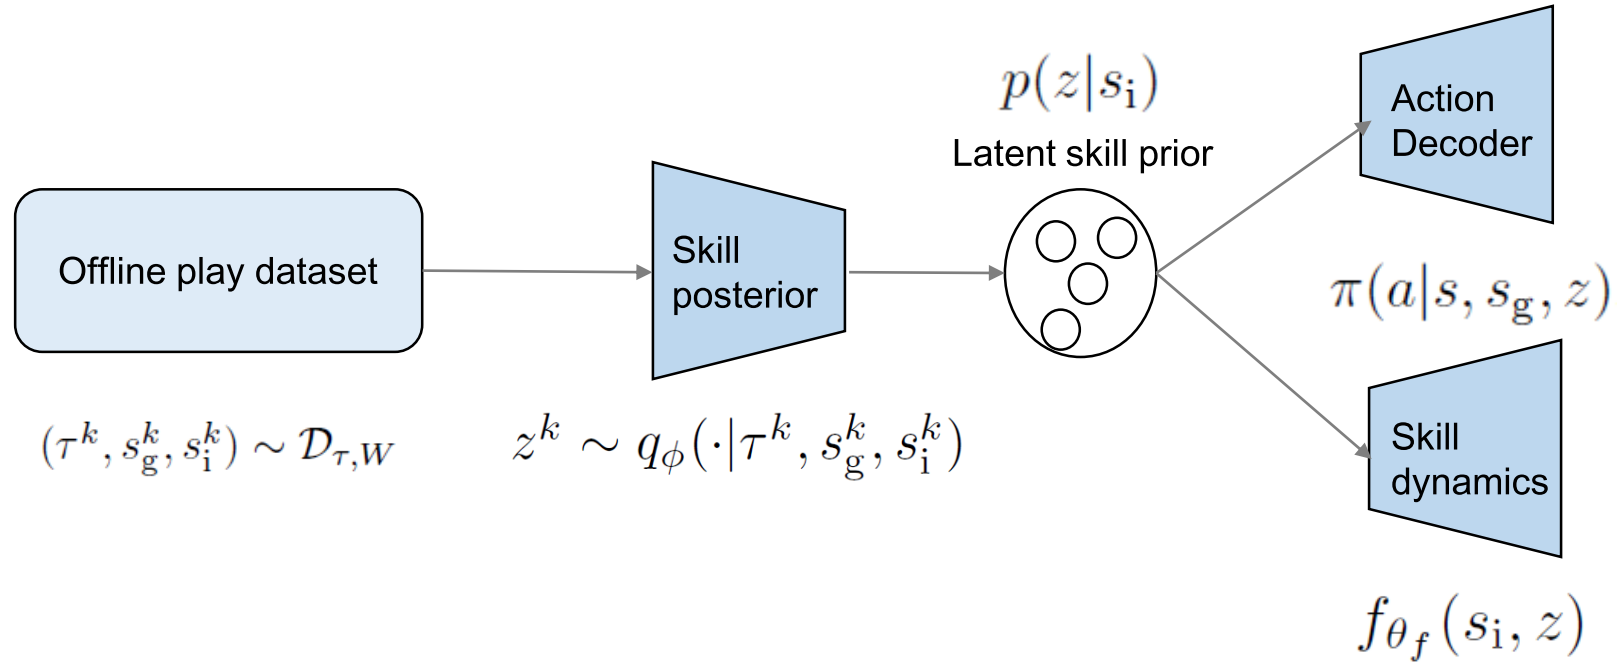 Offline play dataset
(τ^k, s_g^k, s_i^k) ∼ 𝒟_{τ,W}
Skill
posterior
z^k ∼ q_ϕ(·|τ^k, s_g^k, s_i^k)
p(z|s_i)
Latent skill prior
Action
Decoder
π(a|s, s_g, z)
Skill
dynamics
f_{θ_f}(s_i, z)